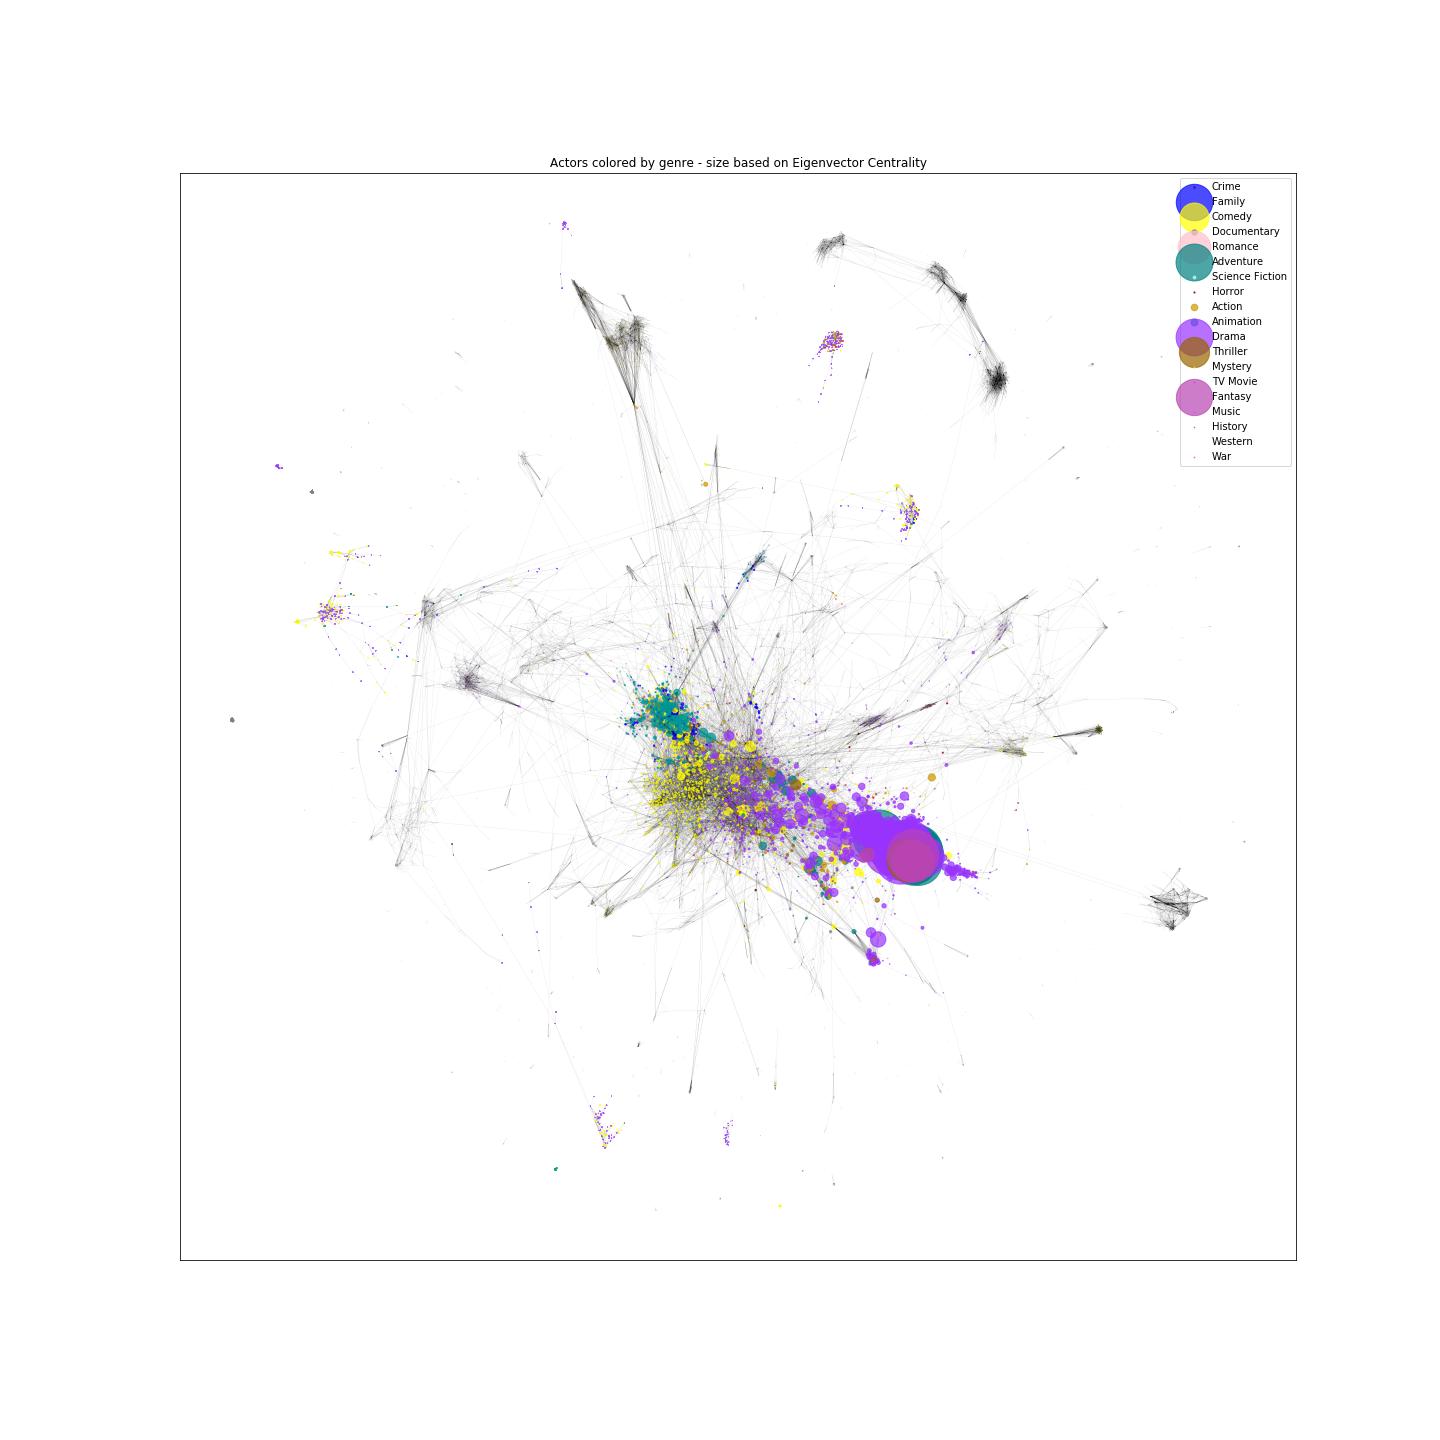 Actors colored by genre - size based on Eigenvector Centrality
Crime
Family
Comedy
Documentary
Romance
Adventure
Science Fiction
Horror
Action
Animation
Drama
Thriller
Mystery
TV Movie
Fantasy
Music
History
Western
War